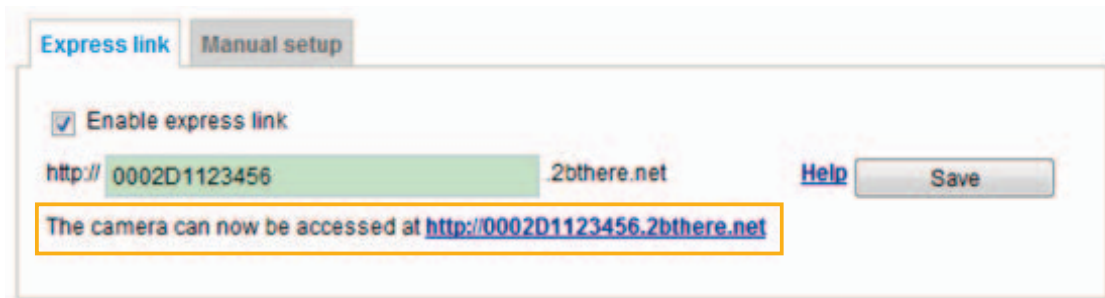 Express link Manual setup
Enable express link
http:// 0002D1123456 .2bthere.net Help Save
The camera can now be accessed at http://0002D1123456.2bthere.net